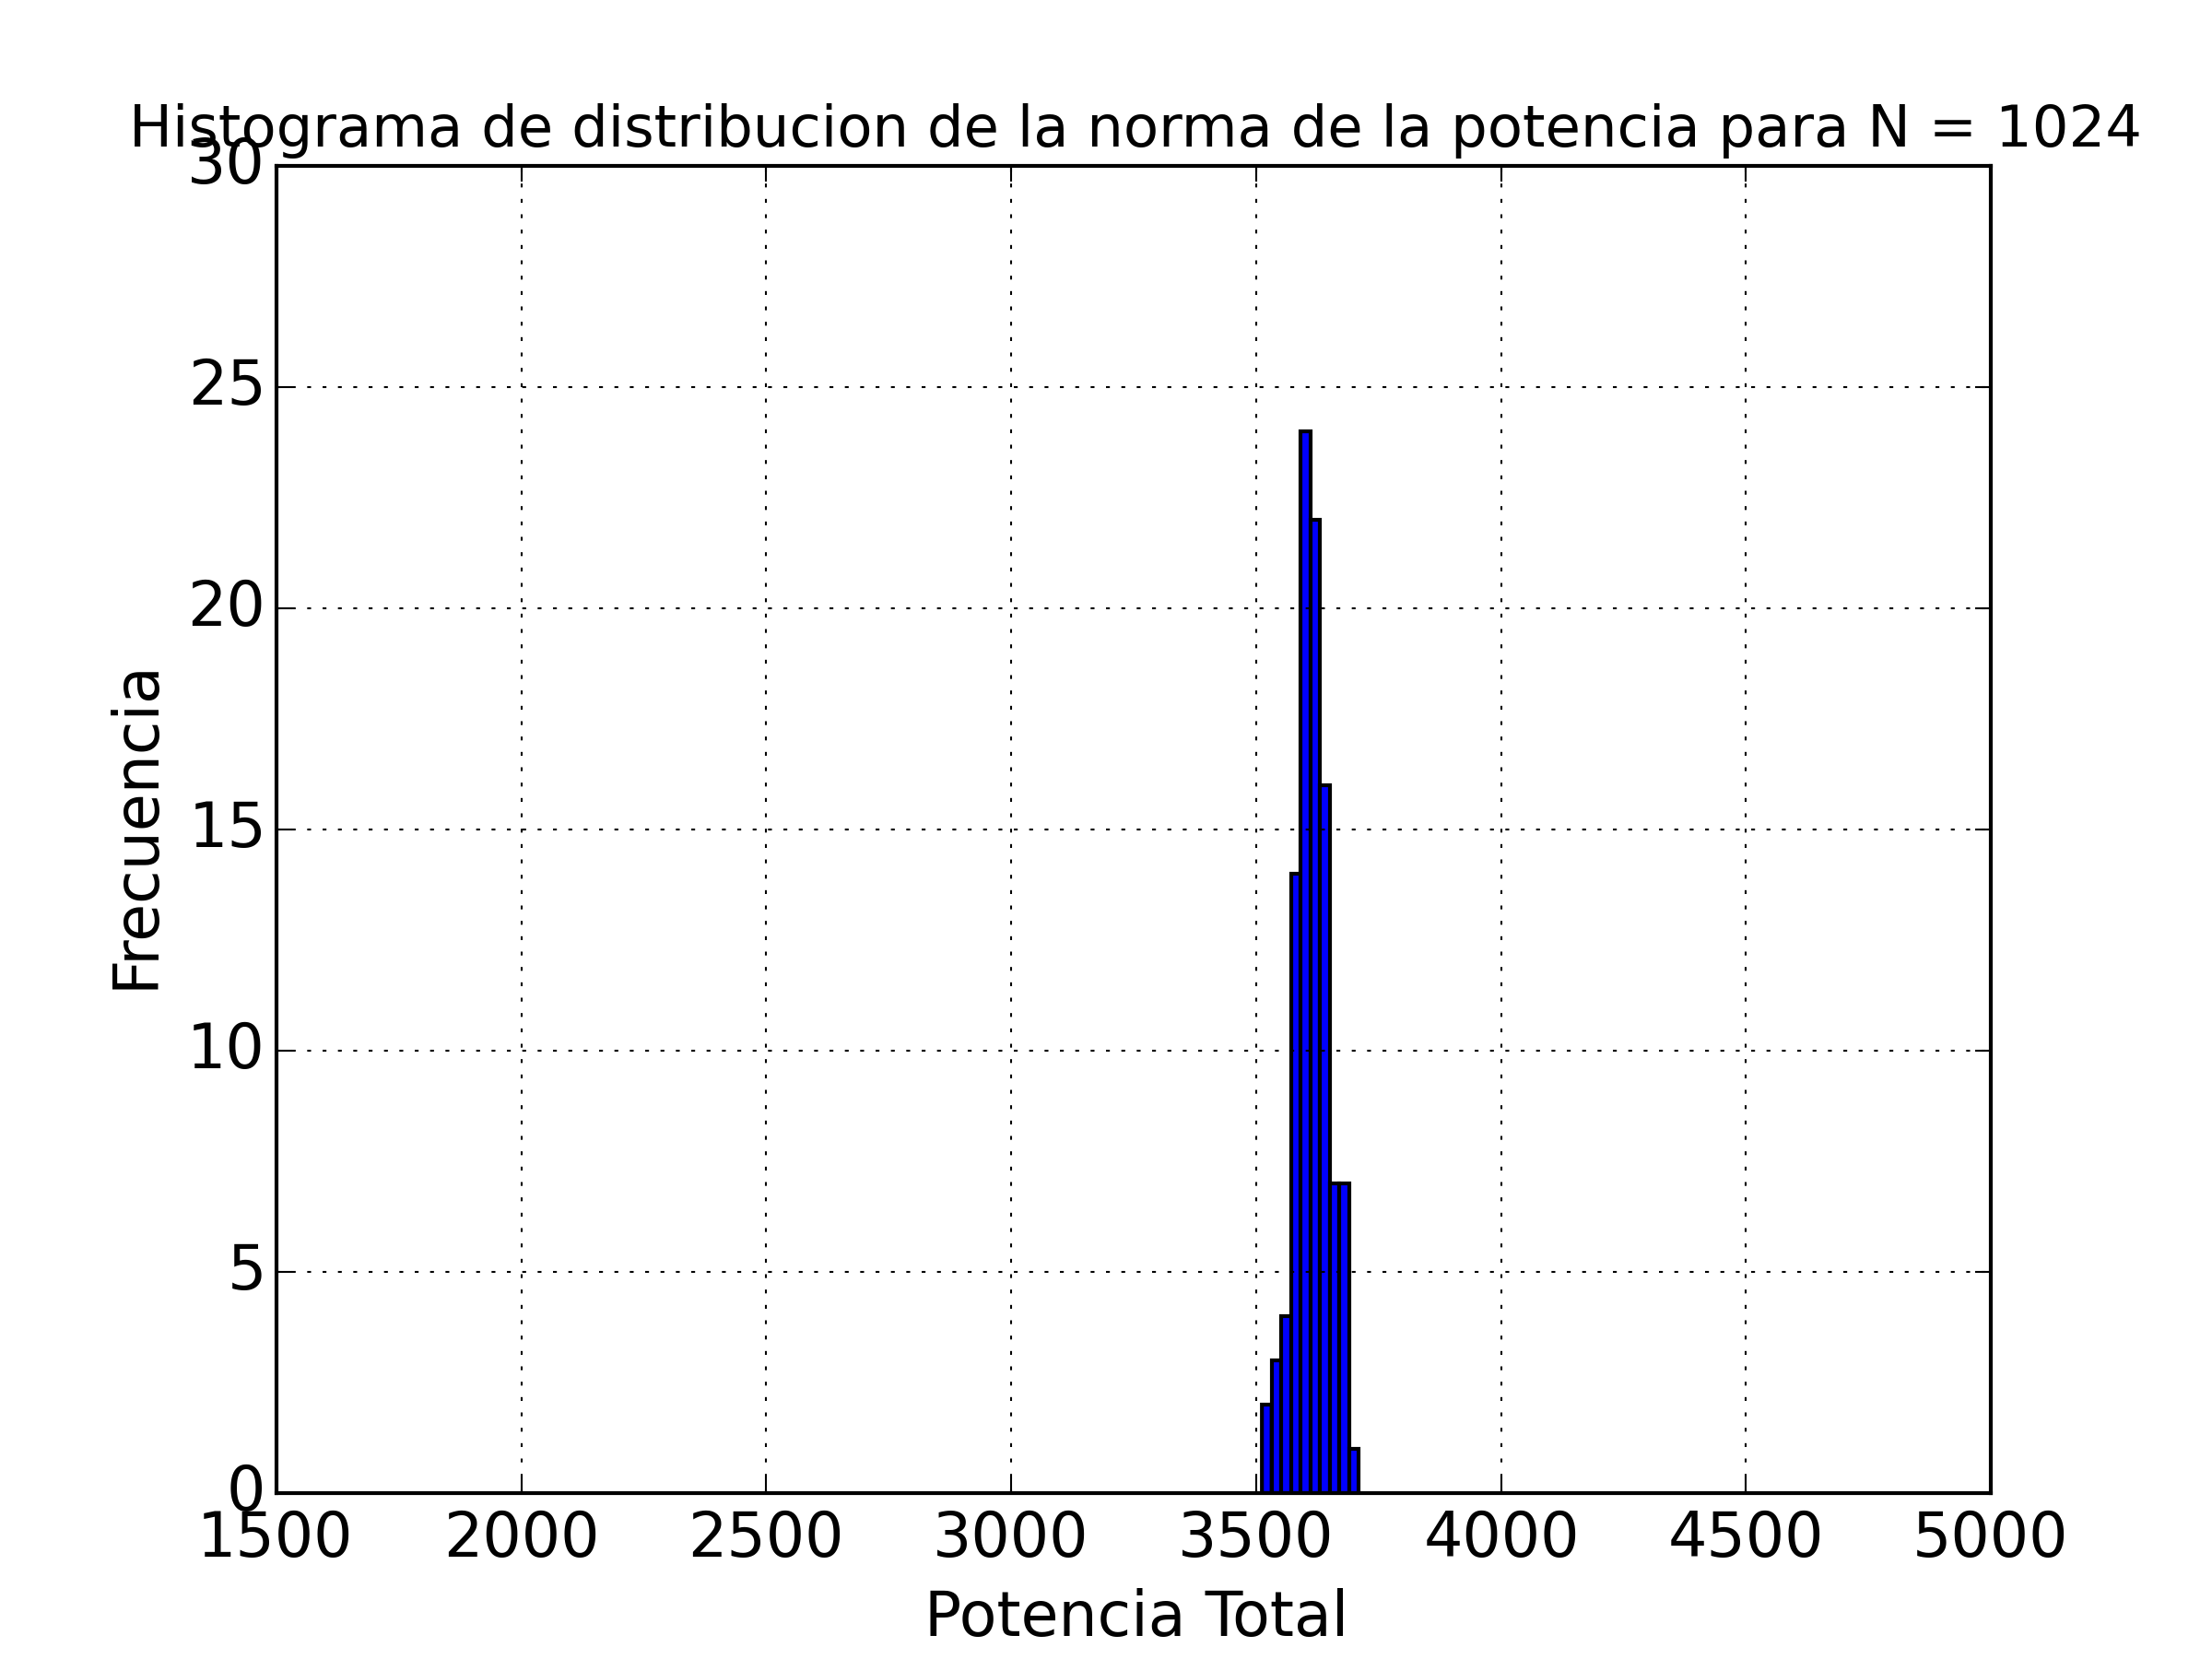 Histograma de distribucion de la norma de la potencia para N = 1024
30
25
20
15
10
5
0
Frecuencia
1500 2000 2500 3000 3500 4000 4500 5000
Potencia Total